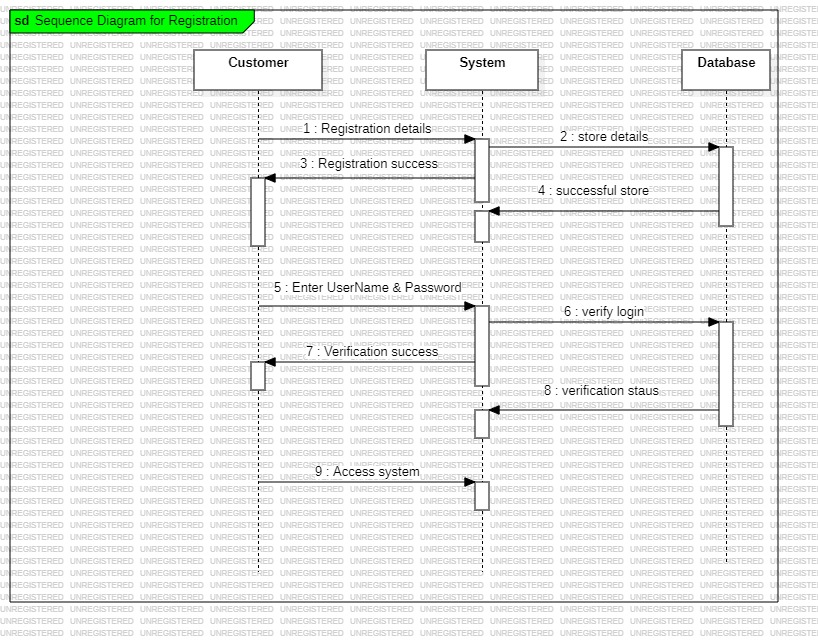 sd Sequence Diagram for Registration
Customer
System
Database
1 : Registration details
2 : store details
3 : Registration success
4 : successful store
5 : Enter UserName & Password
6 : verify login
7 : Verification success
8 : verification staus
9 : Access system
UNREGISTERED